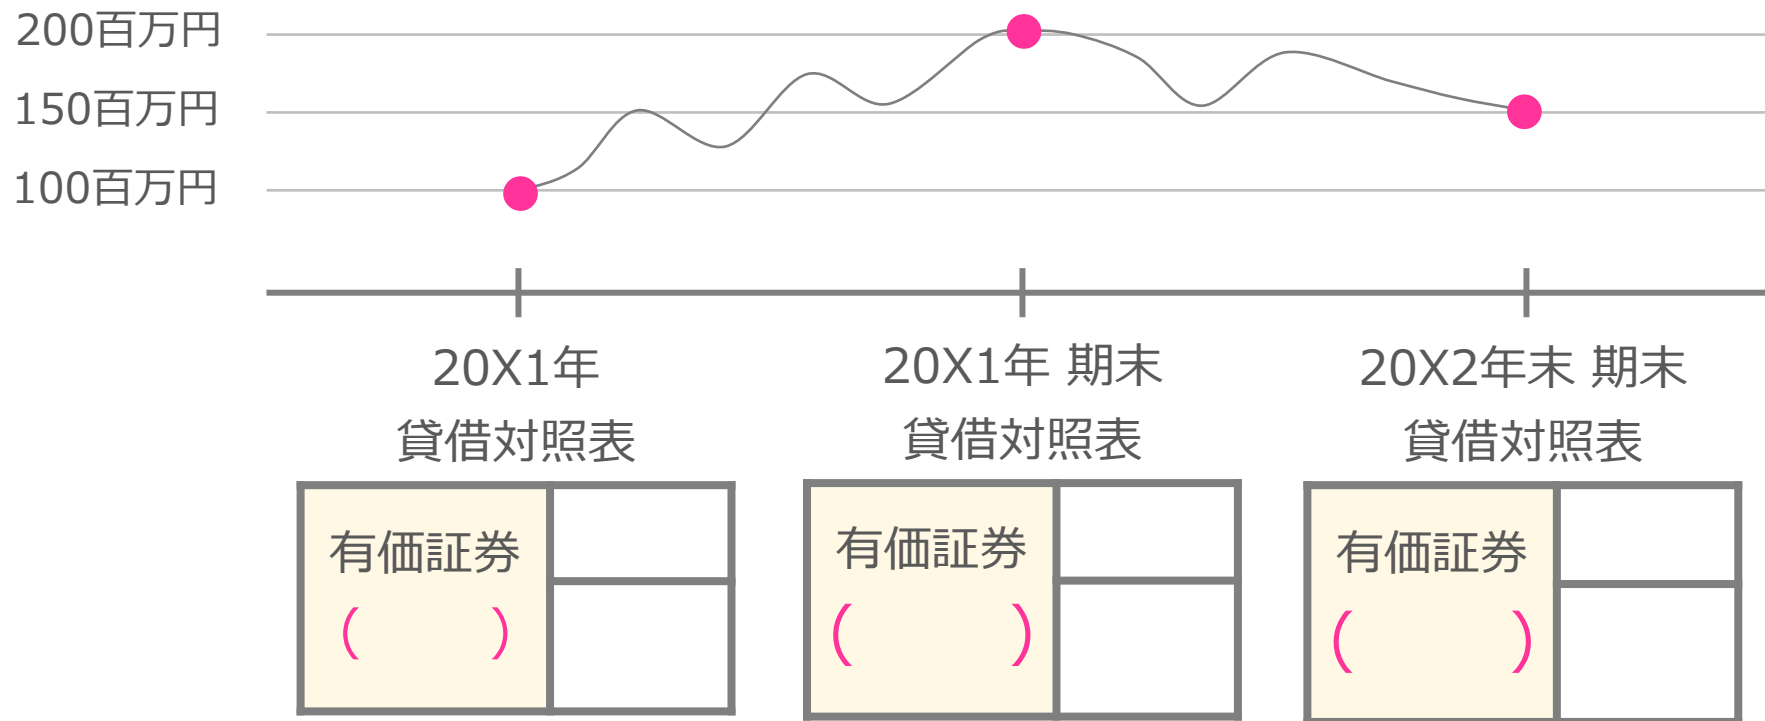 200百万円
150百万円
100百万円
20X1年
20X1年 期末
20X2年末 期末
貸借対照表
貸借対照表
貸借対照表
有価証券
有価証券
有価証券
(　　)
(　　)
(　　)